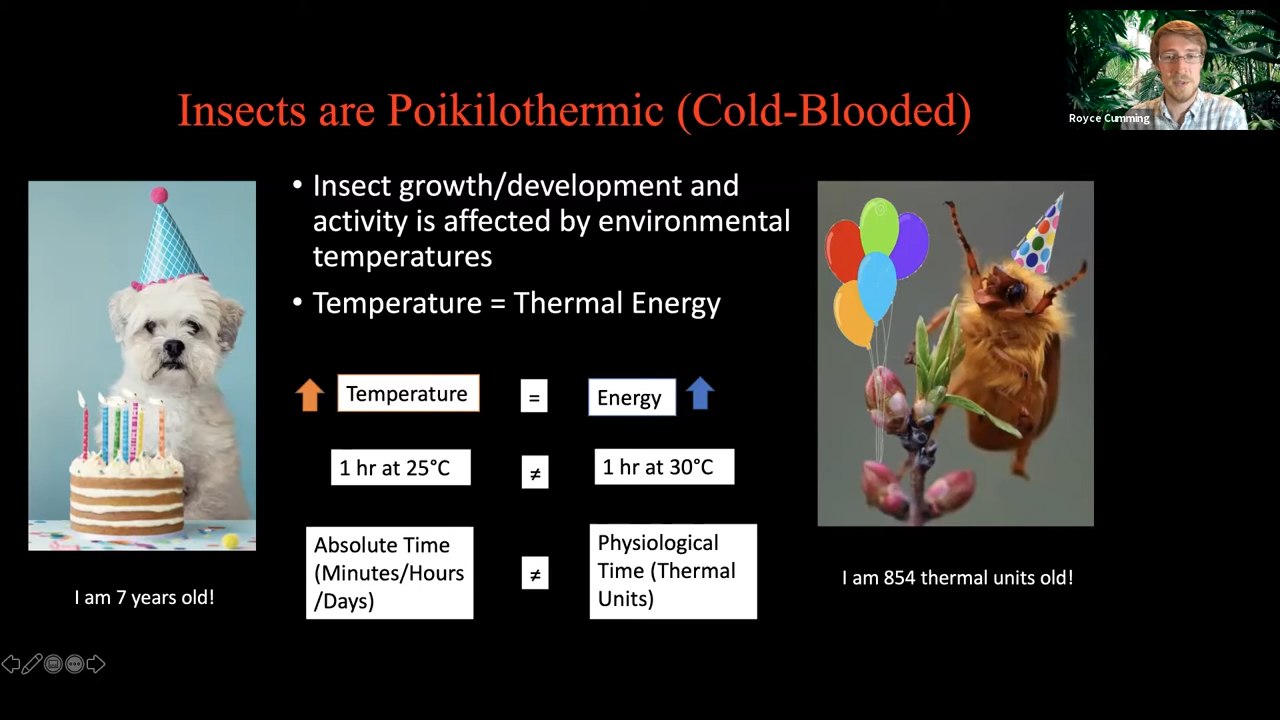 Royce Cumming
Insects are Poikilothermic (Cold-Blooded)
• Insect growth/development and
activity is affected by environmental
temperatures
• Temperature = Thermal Energy
Temperature
=
Energy
1 hr at 25°C
≠
1 hr at 30°C
Absolute Time
(Minutes/Hours
/Days)
≠
Physiological
Time (Thermal
Units)
I am 7 years old!
I am 854 thermal units old!